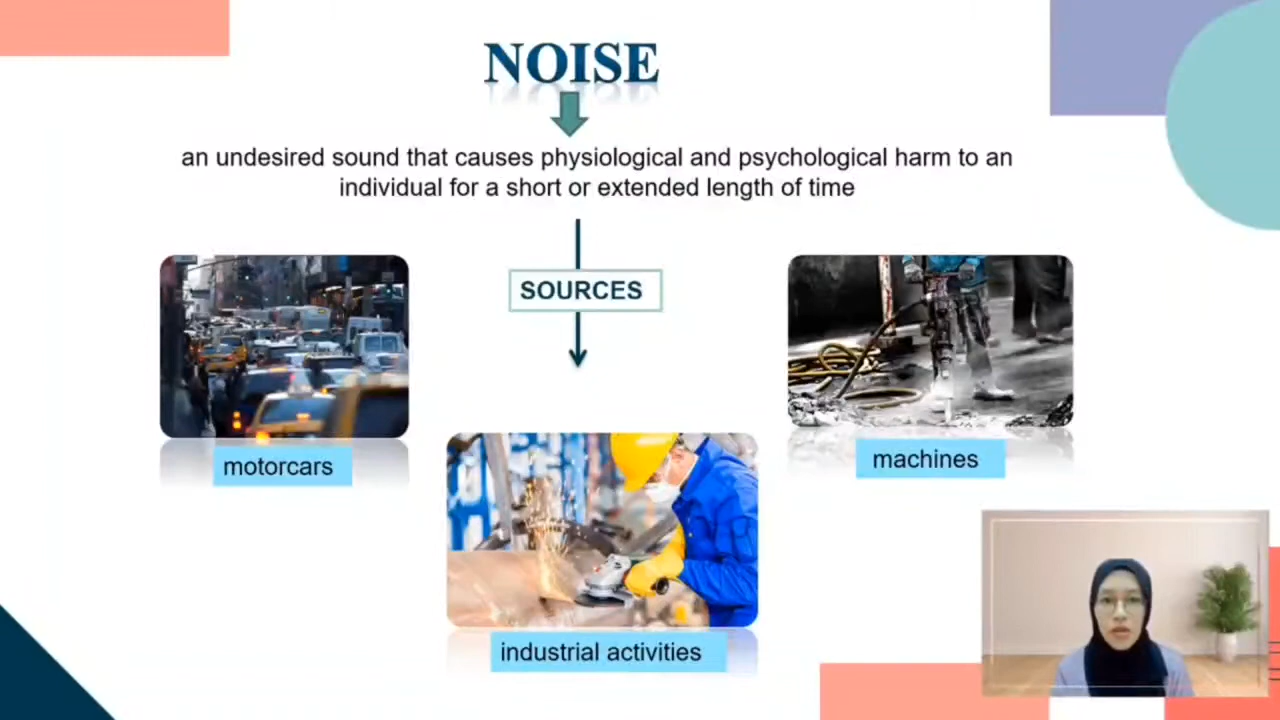 NOISE
an undesired sound that causes physiological and psychological harm to an
individual for a short or extended length of time
SOURCES
motorcars
machines
industrial activities